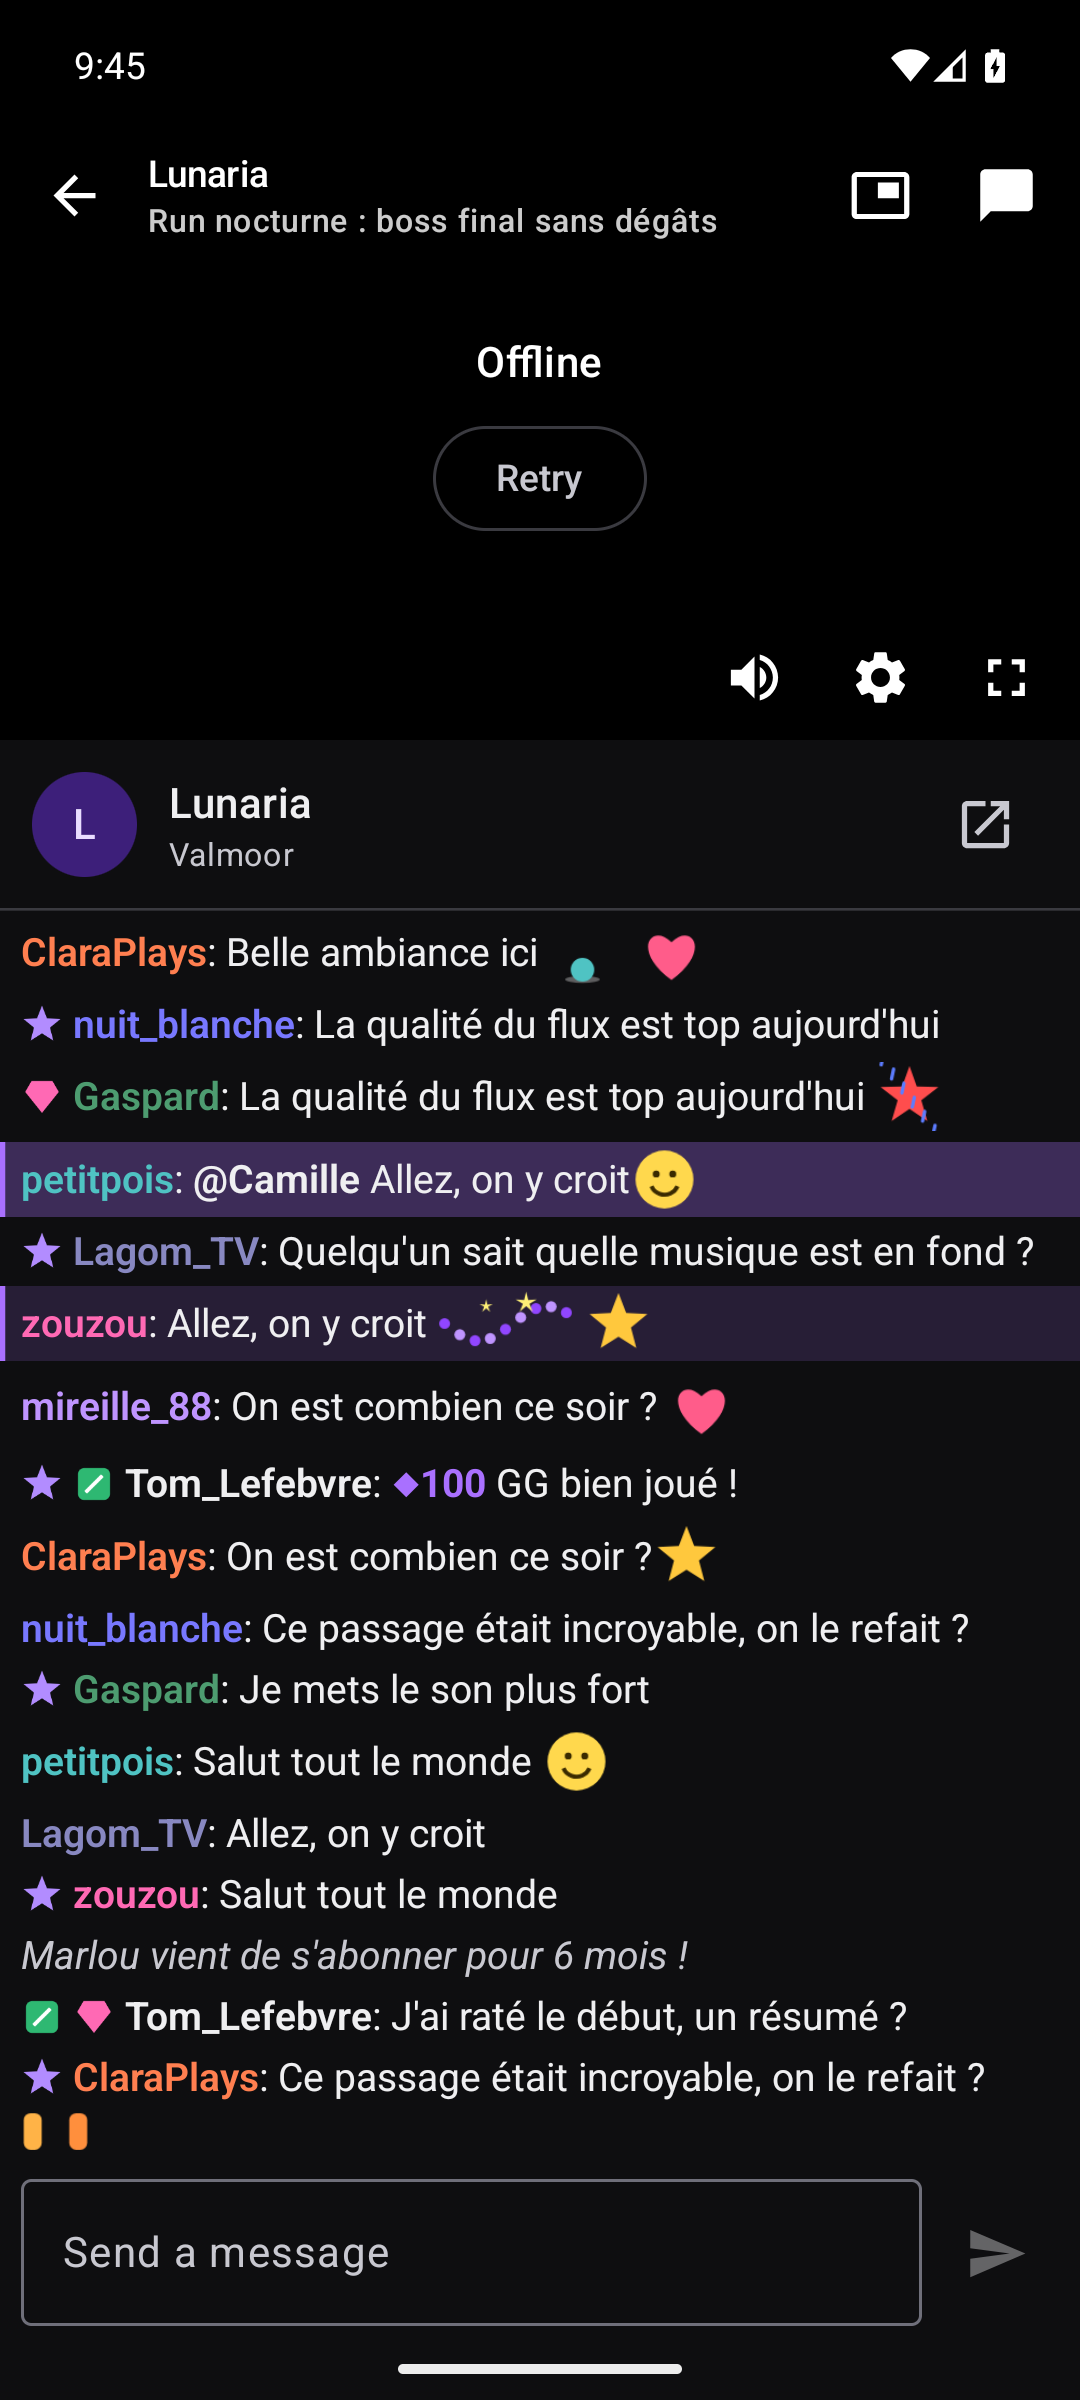 9:45
Lunaria
Run nocturne : boss final sans dégâts
Offline
Retry
L
Lunaria
Valmoor
ClaraPlays: Belle ambiance ici
nuit_blanche: La qualité du flux est top aujourd'hui
Gaspard: La qualité du flux est top aujourd'hui
petitpois: @Camille Allez, on y croit
Lagom_TV: Quelqu'un sait quelle musique est en fond ?
zouzou: Allez, on y croit
mireille_88: On est combien ce soir ?
Tom_Lefebvre: ◆100 GG bien joué !
ClaraPlays: On est combien ce soir ?
nuit_blanche: Ce passage était incroyable, on le refait ?
Gaspard: Je mets le son plus fort
petitpois: Salut tout le monde
Lagom_TV: Allez, on y croit
zouzou: Salut tout le monde
Marlou vient de s'abonner pour 6 mois !
Tom_Lefebvre: J'ai raté le début, un résumé ?
ClaraPlays: Ce passage était incroyable, on le refait ?
Send a message